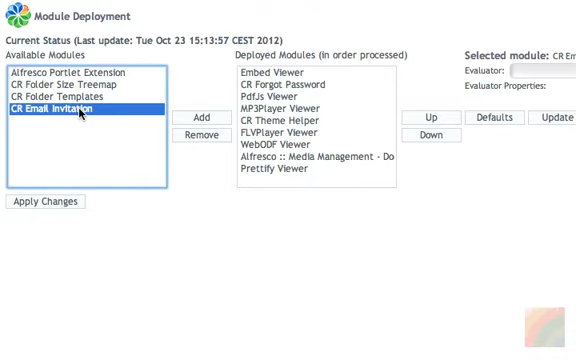 Module Deployment
Current Status (Last update: Tue Oct 23 15:13:57 CEST 2012)
Available Modules
Alfresco Portlet Extension
CR Folder Size Treemap
CR Folder Templates
CR Email Invitation
Add
Remove
Deployed Modules (in order processed)
Embed Viewer
CR Forgot Password
PdfJs Viewer
MP3Player Viewer
CR Theme Helper
FLVPlayer Viewer
WebODF Viewer
Alfresco :: Media Management - Do
Prettify Viewer
Up
Down
Selected module: CR Em
Evaluator:
Evaluator Properties:
Defaults
Update
Apply Changes